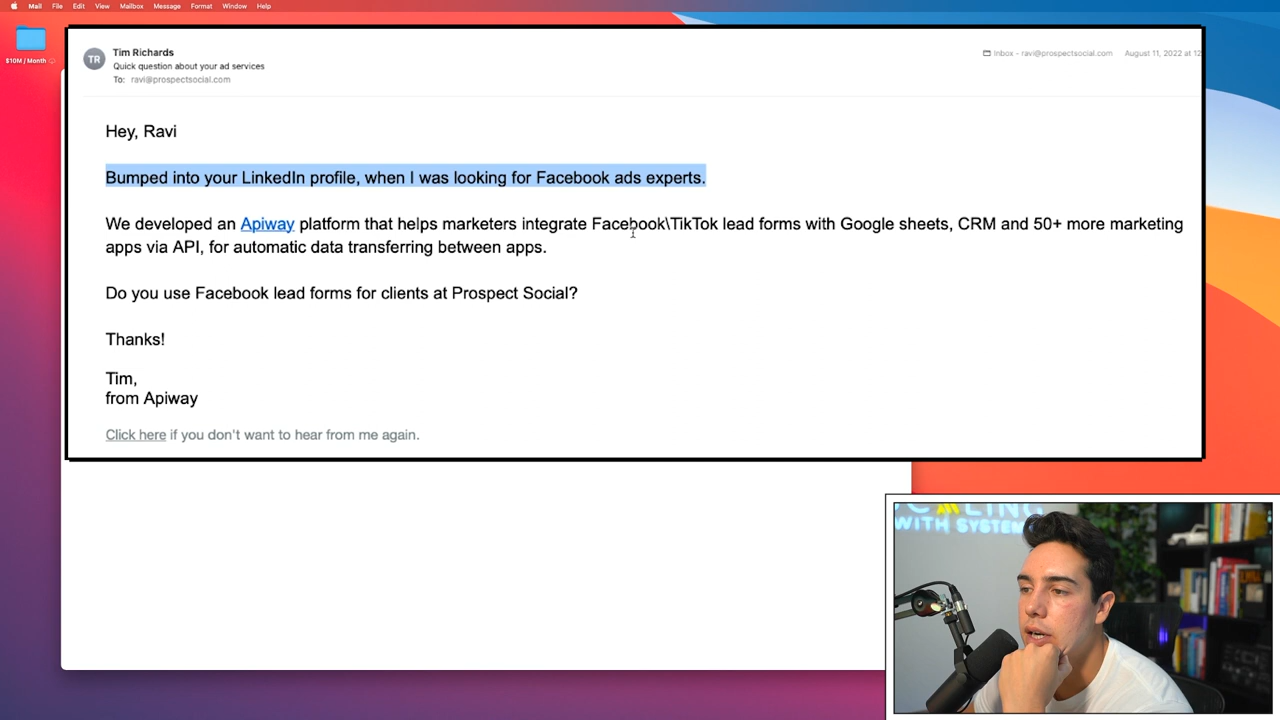 Mail File Edit View Mailbox Message Format Window Help
$10M / Month
TR
Tim Richards
Quick question about your ad services
To: ravi@prospectsocial.com
Inbox - ravi@prospectsocial.com August 11, 2022 at 12
Hey, Ravi
Bumped into your LinkedIn profile, when I was looking for Facebook ads experts.
We developed an Apiway platform that helps marketers integrate Facebook\TikTok lead forms with Google sheets, CRM and 50+ more marketing
apps via API, for automatic data transferring between apps.
Do you use Facebook lead forms for clients at Prospect Social?
Thanks!
Tim,
from Apiway
Click here if you don't want to hear from me again.
WITH SYSTEM